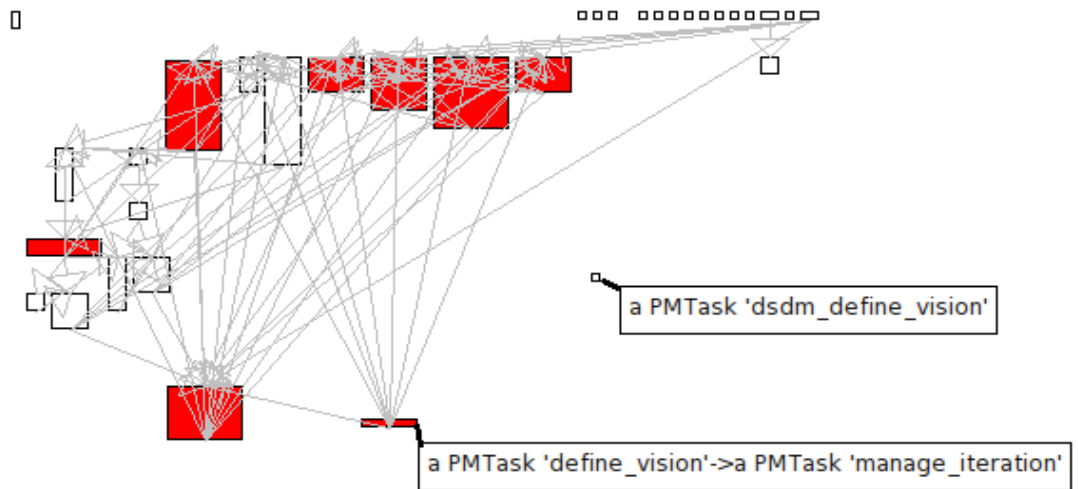 a PMTask 'dsdm_define_vision'
a PMTask 'define_vision'->a PMTask 'manage_iteration'